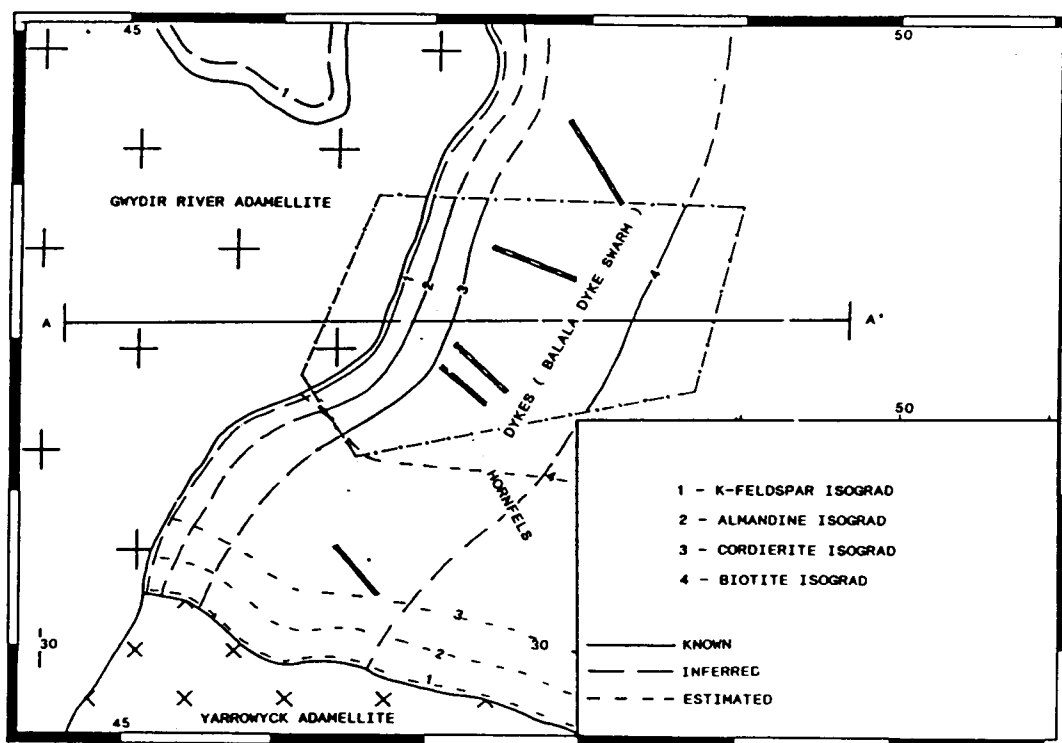 45
50
1
GWYDIR RIVER ADAMELLITE
1
2
3
4
A
A'
DYKES ( BALALA DYKE SWARM )
50
4
HORNFELS
1 - K-FELDSPAR ISOGRAD
2 - ALMANDINE ISOGRAD
3 - CORDIERITE ISOGRAD
4 - BIOTITE ISOGRAD
3
30
30
2
1
KNOWN
INFERRED
ESTIMATED
45
YARROWYCK ADAMELLITE